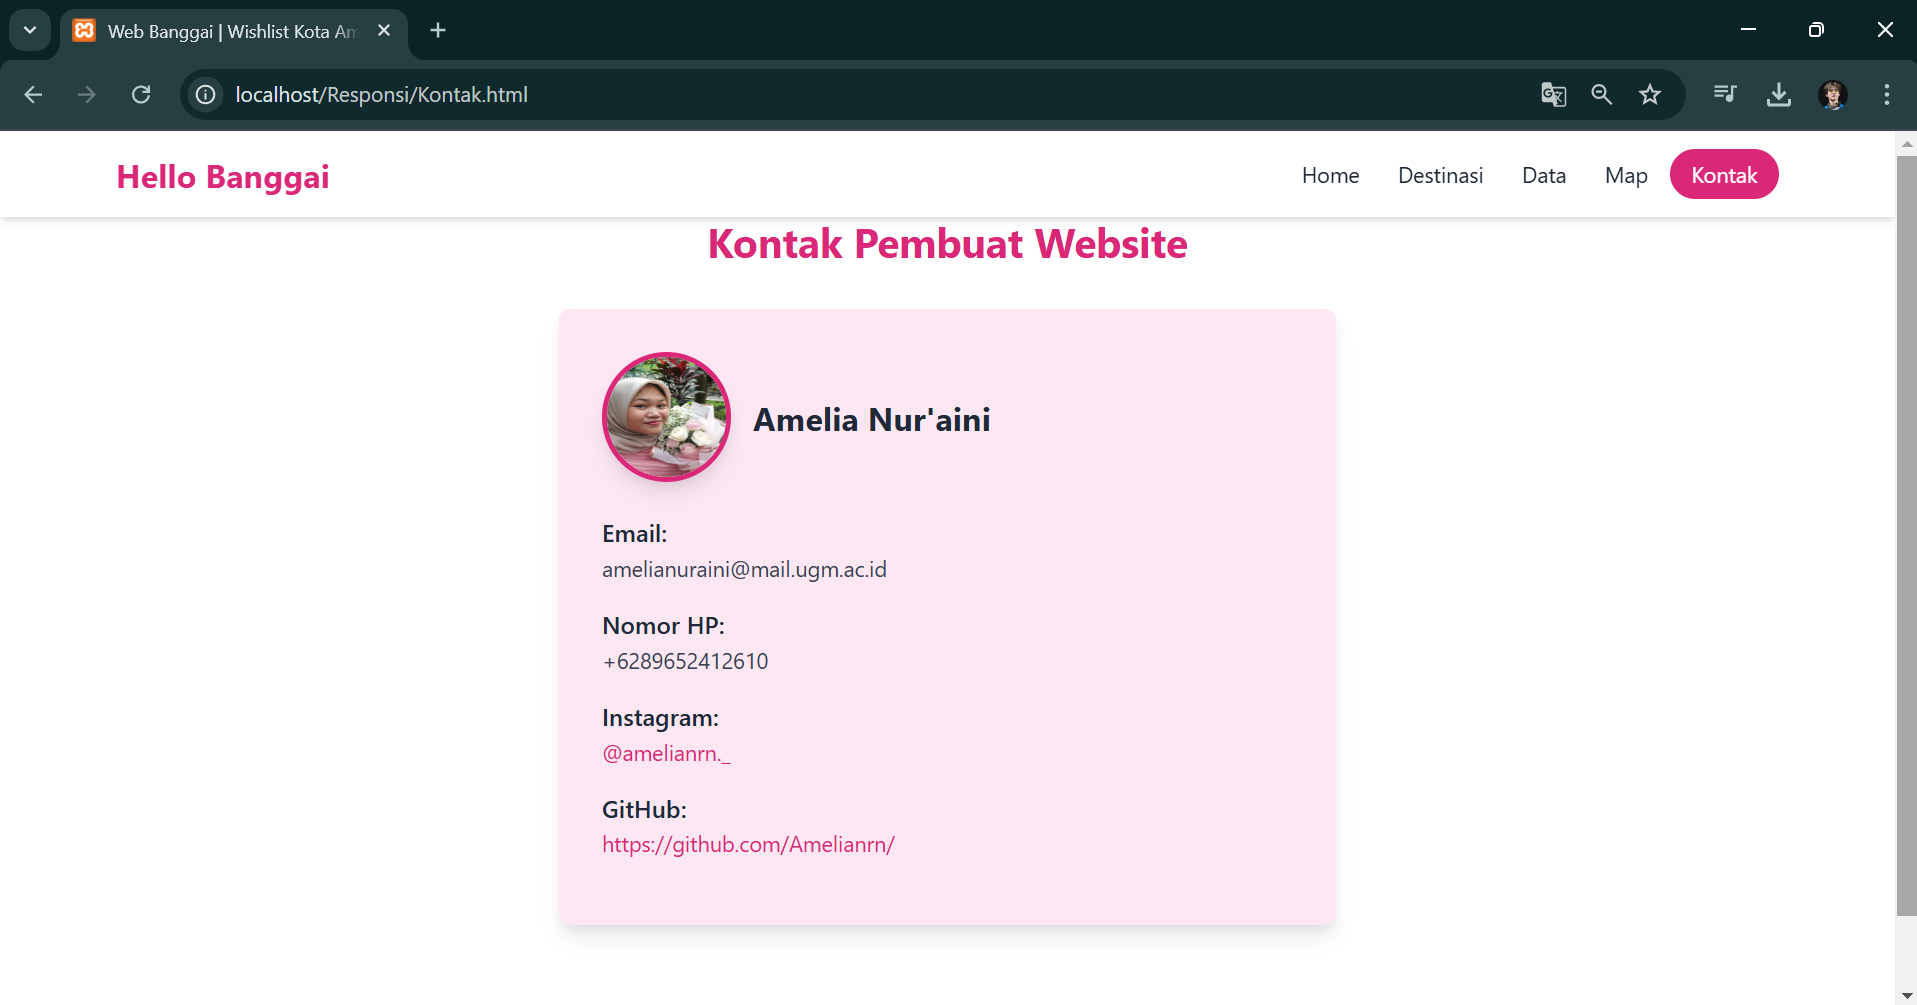 Web Banggai | Wishlist Kota Am
localhost/Responsi/Kontak.html
Hello Banggai
Home
Destinasi
Data
Map
Kontak
Kontak Pembuat Website
Amelia Nur'aini
Email:
amelianuraini@mail.ugm.ac.id
Nomor HP:
+6289652412610
Instagram:
@amelianrn._
GitHub:
https://github.com/Amelianrn/